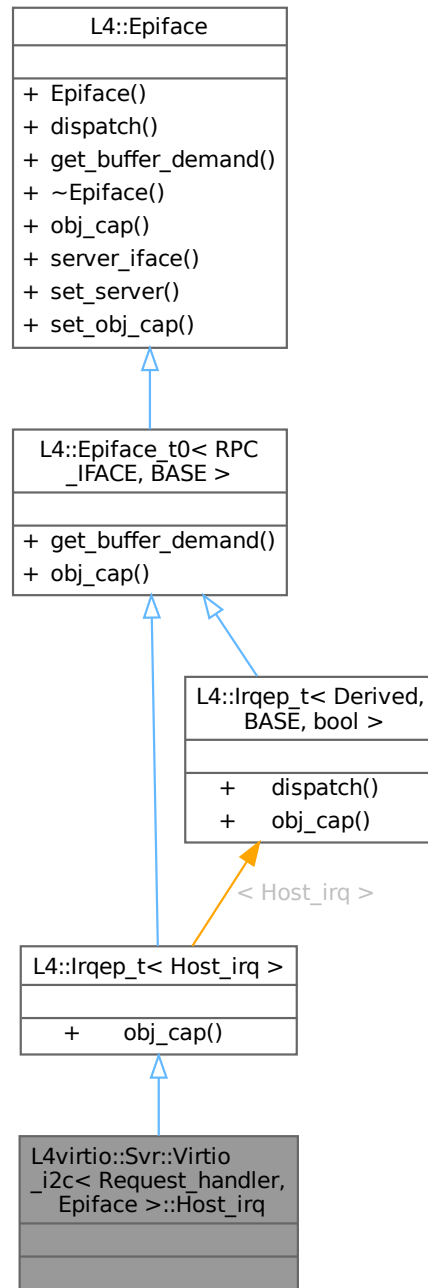 L4::Epiface
+ Epiface()
+ dispatch()
+ get_buffer_demand()
+ ~Epiface()
+ obj_cap()
+ server_iface()
+ set_server()
+ set_obj_cap()
L4::Epiface_t0< RPC
_IFACE, BASE >
+ get_buffer_demand()
+ obj_cap()
L4::Irqep_t< Derived,
BASE, bool >
+ dispatch()
+ obj_cap()
< Host_irq >
L4::Irqep_t< Host_irq >
+ obj_cap()
L4virtio::Svr::Virtio
_i2c< Request_handler,
Epiface >::Host_irq